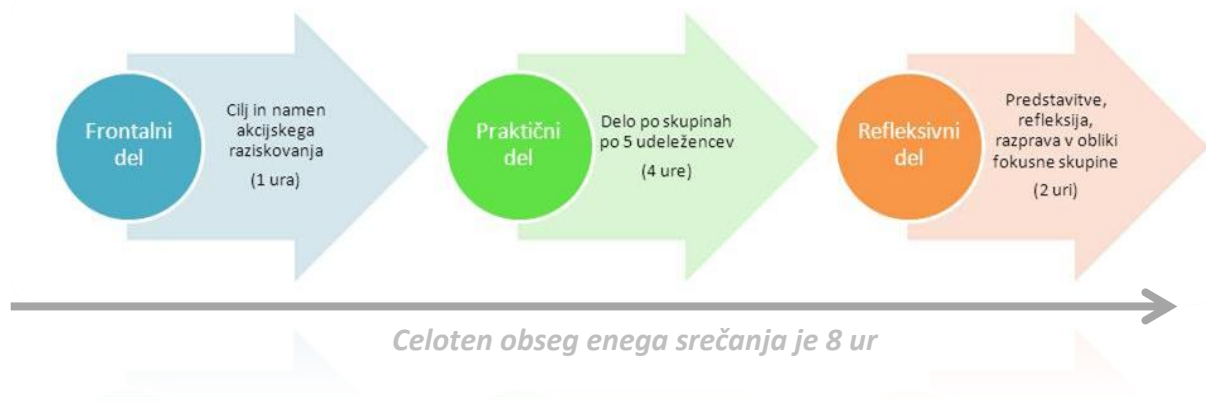 Frontalni
del
Cilj in namen
akcijskega
raziskovanja
(1 ura)
Praktični
del
Delo po skupinah
po 5 udeležencev
(4 ure)
Refleksivni
del
Predstavitve,
refleksija,
razprava v obliki
fokusne skupine
(2 uri)
Celoten obseg enega srečanja je 8 ur